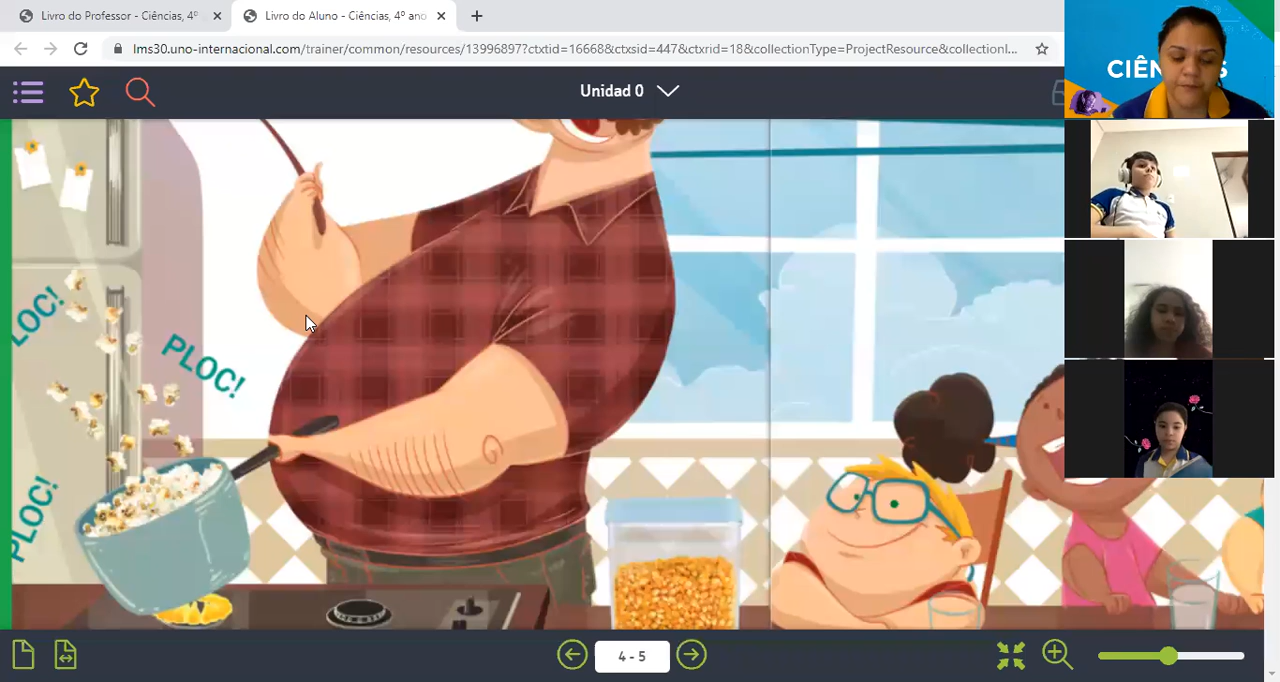 Livro do Professor - Ciências, 4º
Livro do Aluno - Ciências, 4º ano
lms30.uno-internacional.com/trainer/common/resources/13996897?ctxtid=16668&ctxsid=447&ctxrid=18&collectionType=ProjectResource&collectionI...
Unidad 0
PLOC!
PLOC!
4 - 5